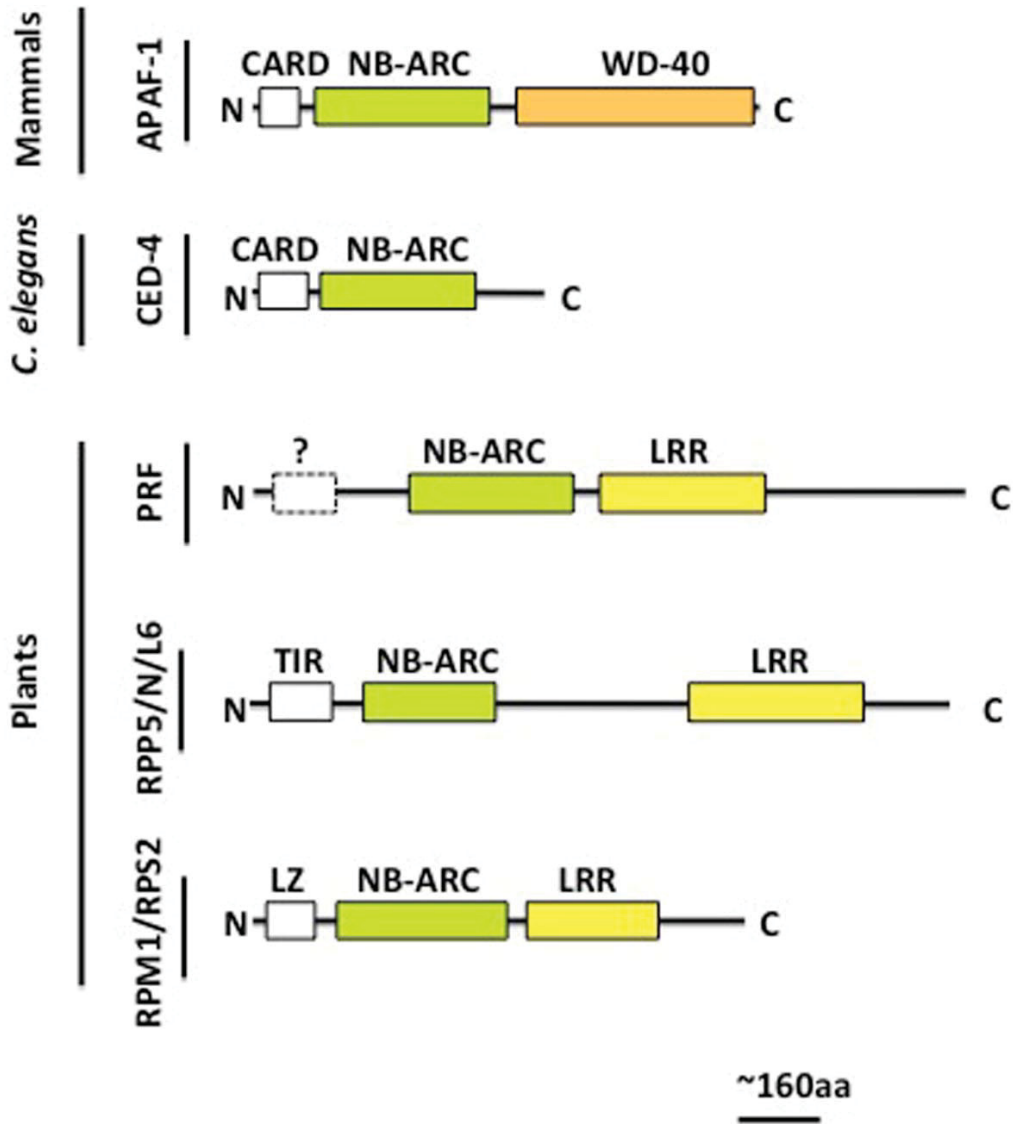 Mammals
APAF-1
CARD NB-ARC WD-40
N C
C. elegans
CED-4
CARD NB-ARC
N C
Plants
PRF
? NB-ARC LRR
N C
RPP5/N/L6
TIR NB-ARC LRR
N C
RPM1/RPS2
LZ NB-ARC LRR
N C
~160aa